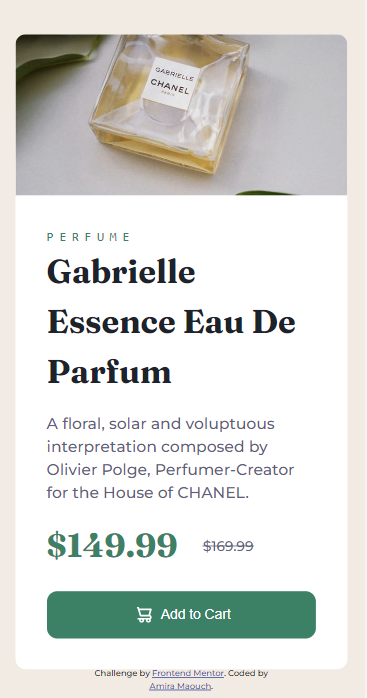 GABRIELLE
CHANEL
PARIS
PERFUME
Gabrielle
Essence Eau De
Parfum
A floral, solar and voluptuous
interpretation composed by
Olivier Polge, Perfumer-Creator
for the House of CHANEL.
$149.99 $169.99
Add to Cart
Challenge by Frontend Mentor. Coded by
Amira Maouch.